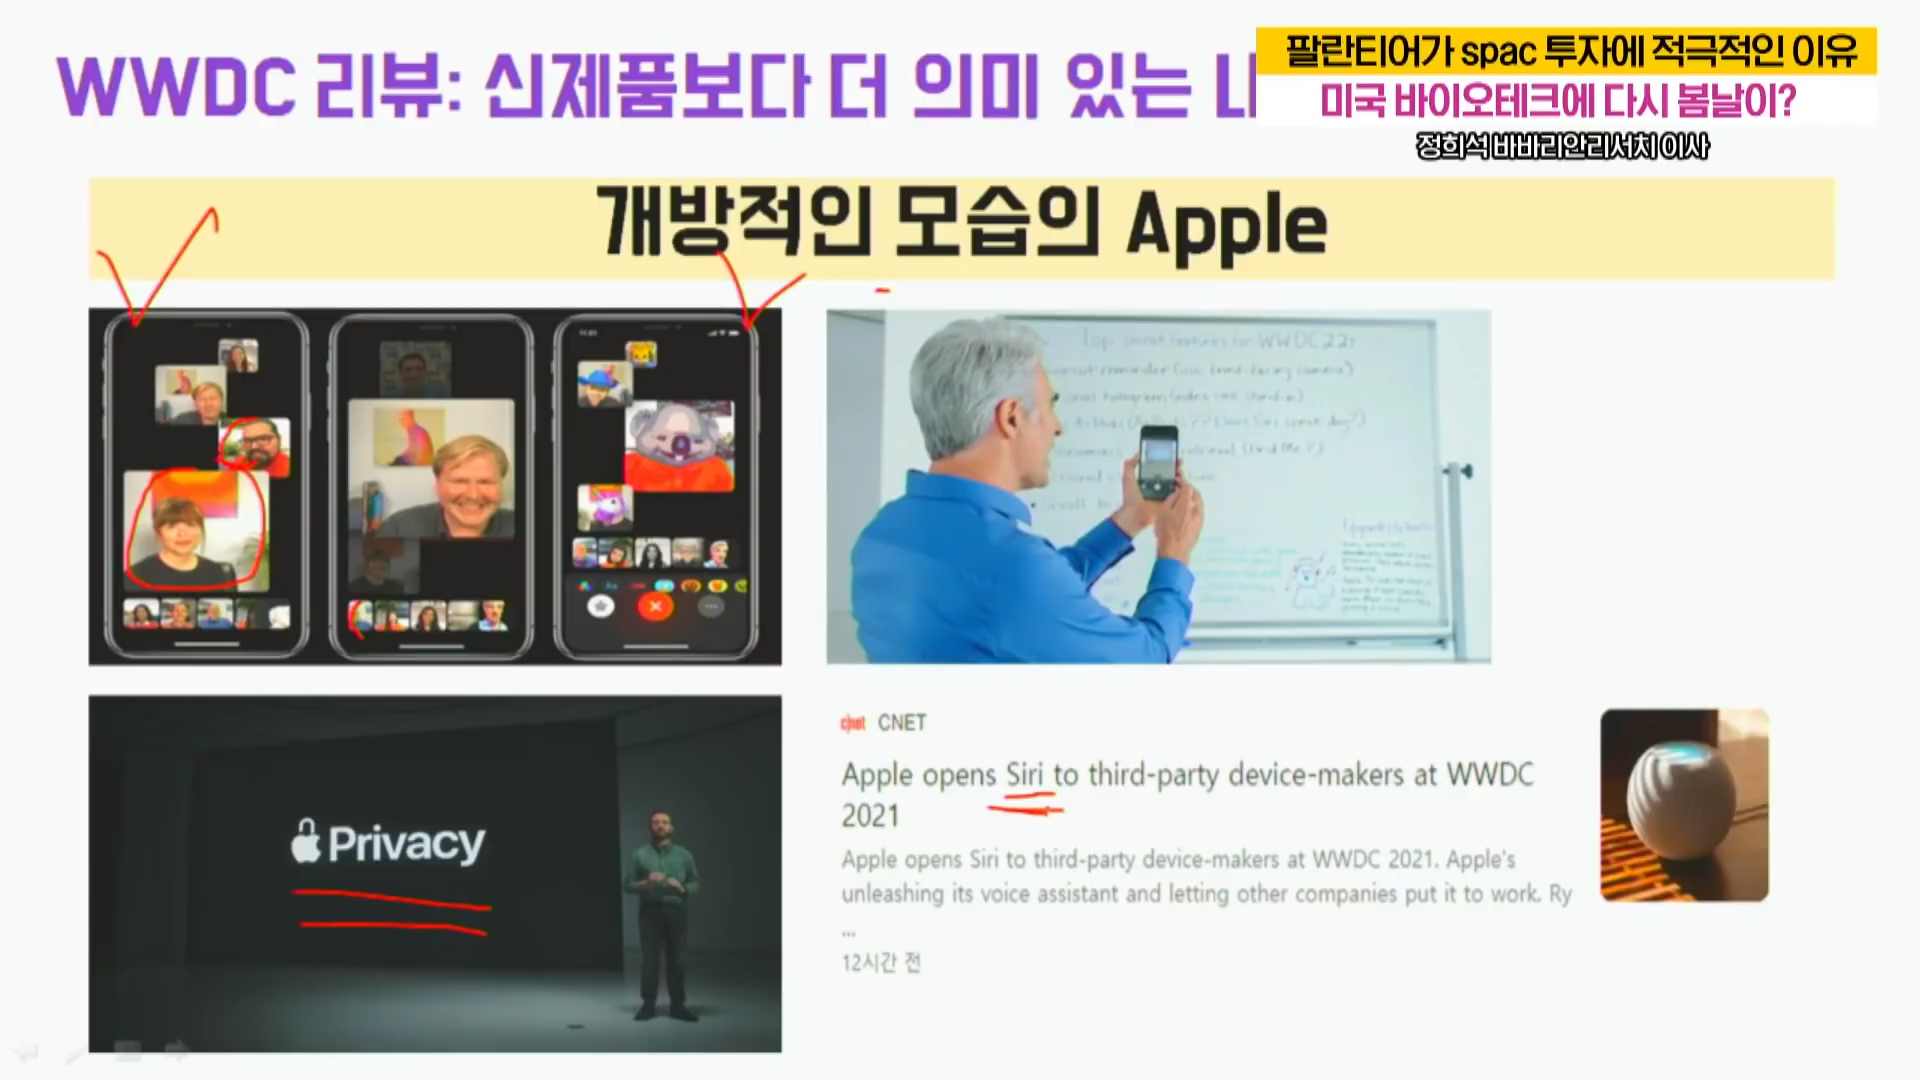 WWDC 리뷰: 신제품보다 더 의미 있는 내
팔란티어가 spac 투자에 적극적인 이유
미국 바이오테크에 다시 봄날이?
정희석 바바리안리서치 이사
개방적인 모습의 Apple
Privacy
cnet CNET
Apple opens Siri to third-party device-makers at WWDC
2021
Apple opens Siri to third-party device-makers at WWDC 2021. Apple's
unleashing its voice assistant and letting other companies put it to work. Ry
...
12시간 전